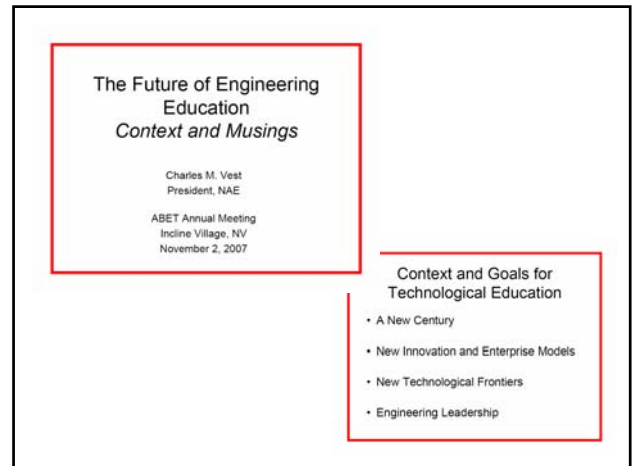 The Future of Engineering
Education
Context and Musings
Charles M. Vest
President, NAE
ABET Annual Meeting
Incline Village, NV
November 2, 2007
Context and Goals for
Technological Education
• A New Century
• New Innovation and Enterprise Models
• New Technological Frontiers
• Engineering Leadership